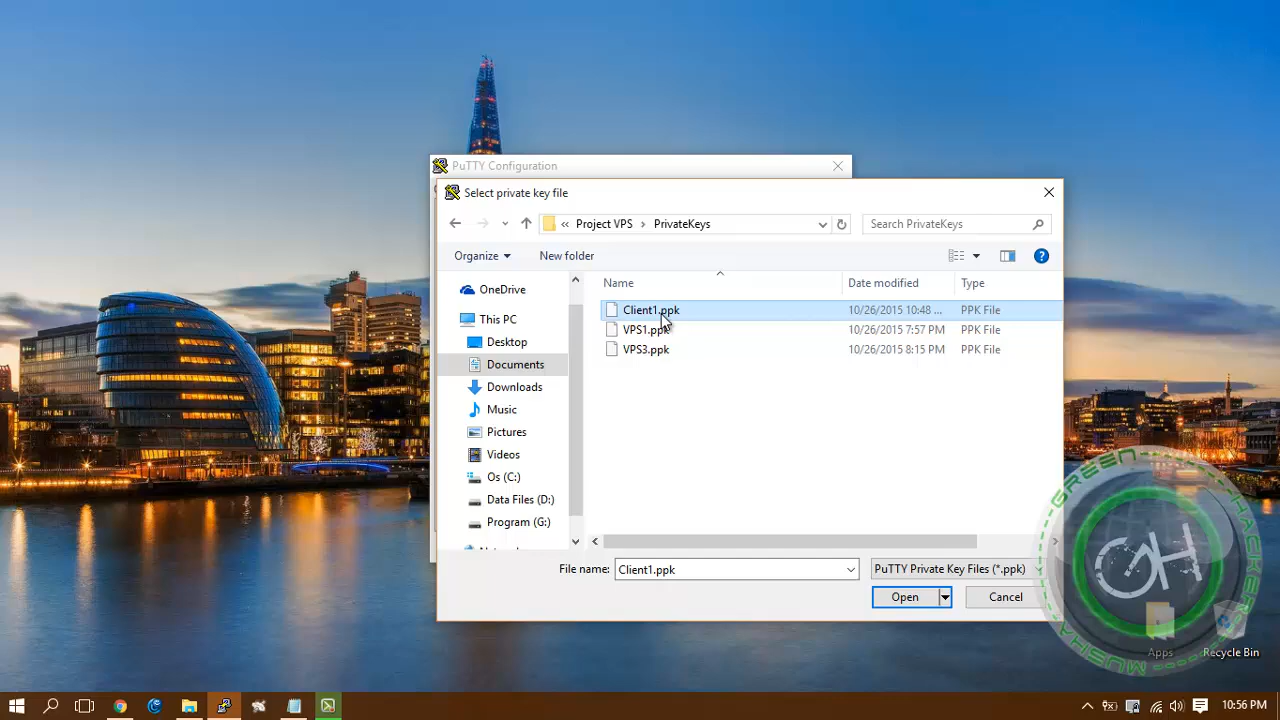 PuTTY Configuration
Select private key file
« Project VPS > PrivateKeys
Search PrivateKeys
Organize
New folder
Name
Date modified
Type
OneDrive
This PC
Desktop
Documents
Downloads
Music
Pictures
Videos
Os (C:)
Data Files (D:)
Program (G:)
Client1.ppk
10/26/2015 10:48 ...
PPK File
VPS1.ppk
10/26/2015 7:57 PM
PPK File
VPS3.ppk
10/26/2015 8:15 PM
PPK File
File name:
Client1.ppk
PuTTY Private Key Files (*.ppk)
Open
Cancel
GREEN HACKERS
MUSHA
GH
Apps
Recycle Bin
10:56 PM